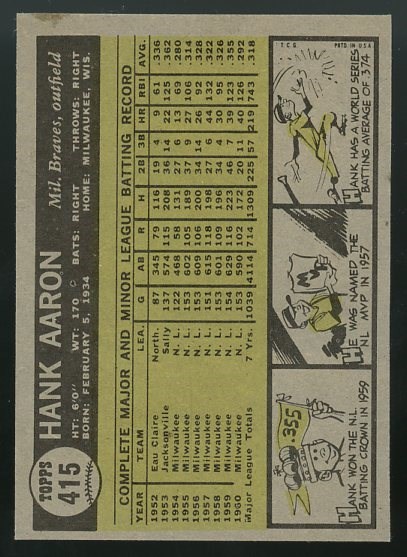 TOPPS
415
HANK AARON
Mil. Braves, outfield
HT: 6'0" WT: 170 BATS: RIGHT THROWS: RIGHT
BORN: FEBRUARY 5, 1934 HOME: MILWAUKEE, WIS.
COMPLETE MAJOR AND MINOR LEAGUE BATTING RECORD
YEAR TEAM LEA. G AB R H 2B 3B HR RBI AVG.
1952 Eau Claire North. 87 345 79 116 19 4 9 61 .336
1953 Jacksonville Sally 137 574 115 208 36 14 22 125 .362
1954 Milwaukee N. L. 122 468 58 131 27 6 13 69 .280
1955 Milwaukee N. L. 153 602 105 189 37 9 27 106 .314
1956 Milwaukee N. L. 153 609 106 200 34 14 26 92 .328
1957 Milwaukee N. L. 151 615 118 198 27 6 44 132 .322
1958 Milwaukee N. L. 153 601 109 196 34 4 30 95 .326
1959 Milwaukee N. L. 154 629 116 223 46 7 39 123 .355
1960 Milwaukee N. L. 153 590 102 172 20 11 40 126 .292
Major League Totals 7 Yrs. 1039 4114 714 1309 225 57 219 743 .318
.355
HANK WON THE N.L.
BATTING CROWN IN 1959
M
HE WAS NAMED THE
NL MVP IN 1957
T.C.G. PRTD. IN U.S.A.
HANK HAS A WORLD SERIES
BATTING AVERAGE OF .374